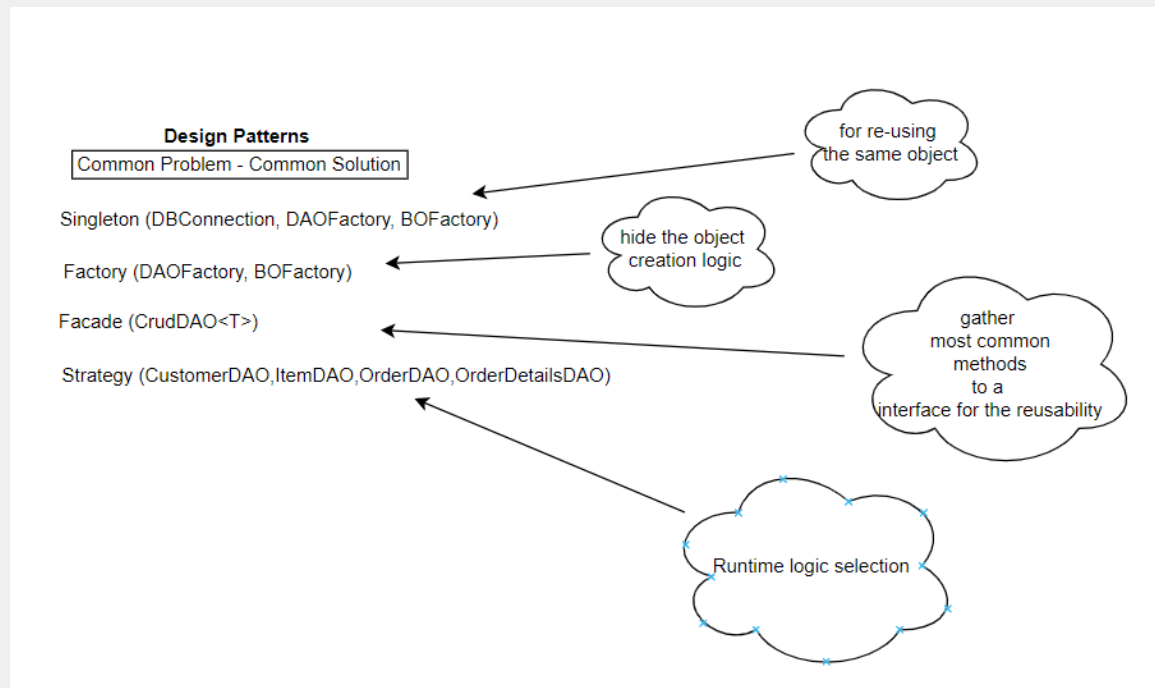 Design Patterns
Common Problem - Common Solution
for re-using
the same object
Singleton (DBConnection, DAOFactory, BOFactory)
hide the object
creation logic
Factory (DAOFactory, BOFactory)
Facade (CrudDAO<T>)
gather
most common
methods
to a
interface for the reusability
Strategy (CustomerDAO,ItemDAO,OrderDAO,OrderDetailsDAO)
Runtime logic selection